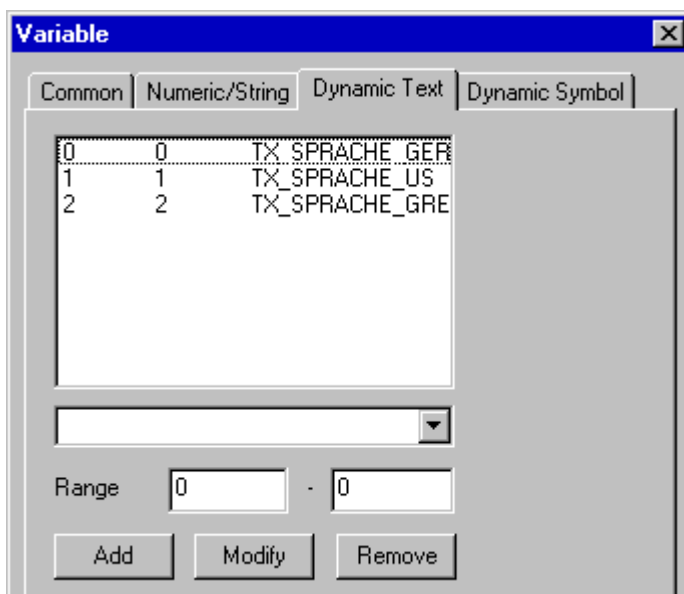 Variable
Common Numeric/String Dynamic Text Dynamic Symbol
0 0 TX_SPRACHE_GER
1 1 TX_SPRACHE_US
2 2 TX_SPRACHE_GRE
Range 0 - 0
Add Modify Remove